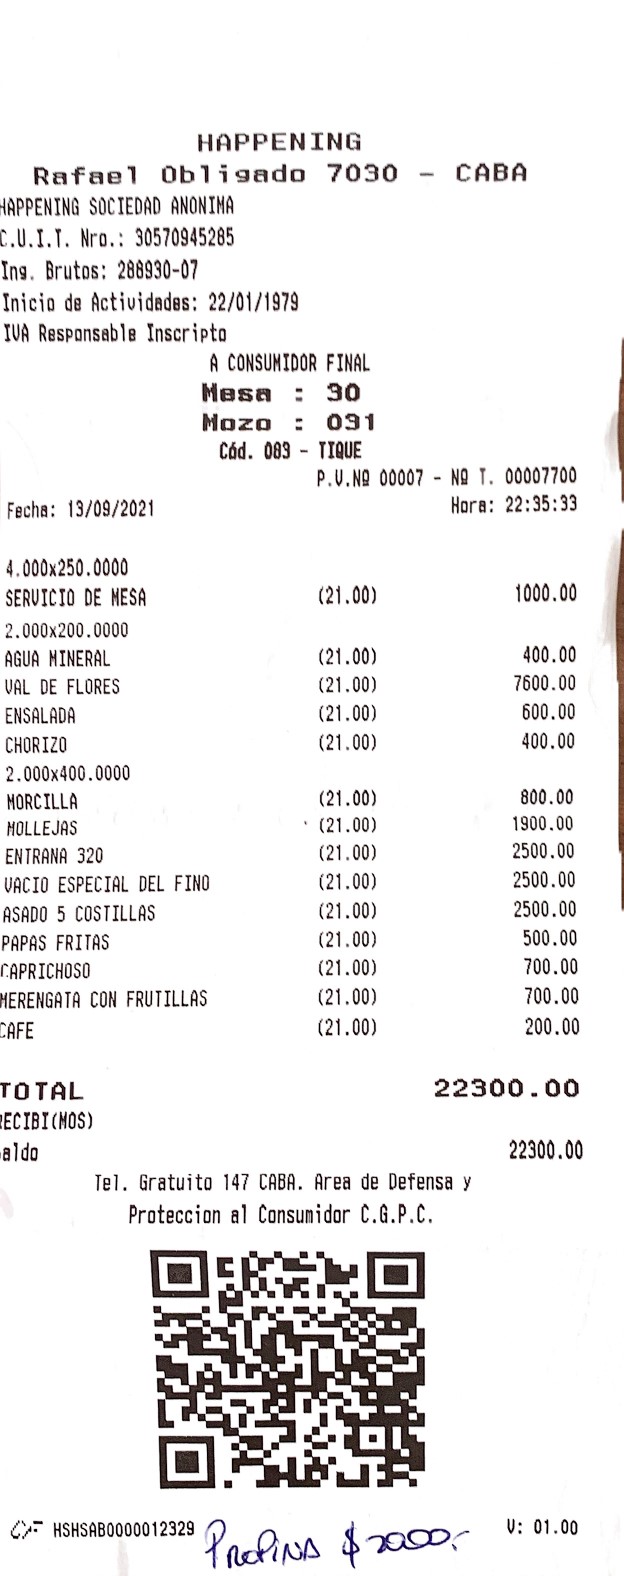 HAPPENING
Rafael Obligado 7030 - CABA
HAPPENING SOCIEDAD ANONIMA
C.U.I.T. Nro.: 30570945285
Ing. Brutos: 288930-07
Inicio de Actividades: 22/01/1979
IVA Responsable Inscripto
A CONSUMIDOR FINAL
Mesa : 30
Mozo : 031
Cód. 083 - TIQUE
P.V.Nº 00007 - Nº T. 00007700
Fecha: 13/09/2021 Hora: 22:35:33
4.000x250.0000
SERVICIO DE MESA (21.00) 1000.00
2.000x200.0000
AGUA MINERAL (21.00) 400.00
VAL DE FLORES (21.00) 7600.00
ENSALADA (21.00) 600.00
CHORIZO (21.00) 400.00
2.000x400.0000
MORCILLA (21.00) 800.00
MOLLEJAS (21.00) 1900.00
ENTRANA 320 (21.00) 2500.00
VACIO ESPECIAL DEL FINO (21.00) 2500.00
ASADO 5 COSTILLAS (21.00) 2500.00
PAPAS FRITAS (21.00) 500.00
CAPRICHOSO (21.00) 700.00
MERENGATA CON FRUTILLAS (21.00) 700.00
CAFE (21.00) 200.00
TOTAL 22300.00
RECIBI(MOS)
aldo 22300.00
Tel. Gratuito 147 CABA. Area de Defensa y
Proteccion al Consumidor C.G.P.C.
CF HSHSAB0000012329 V: 01.00
PROPINA $ 2000.-